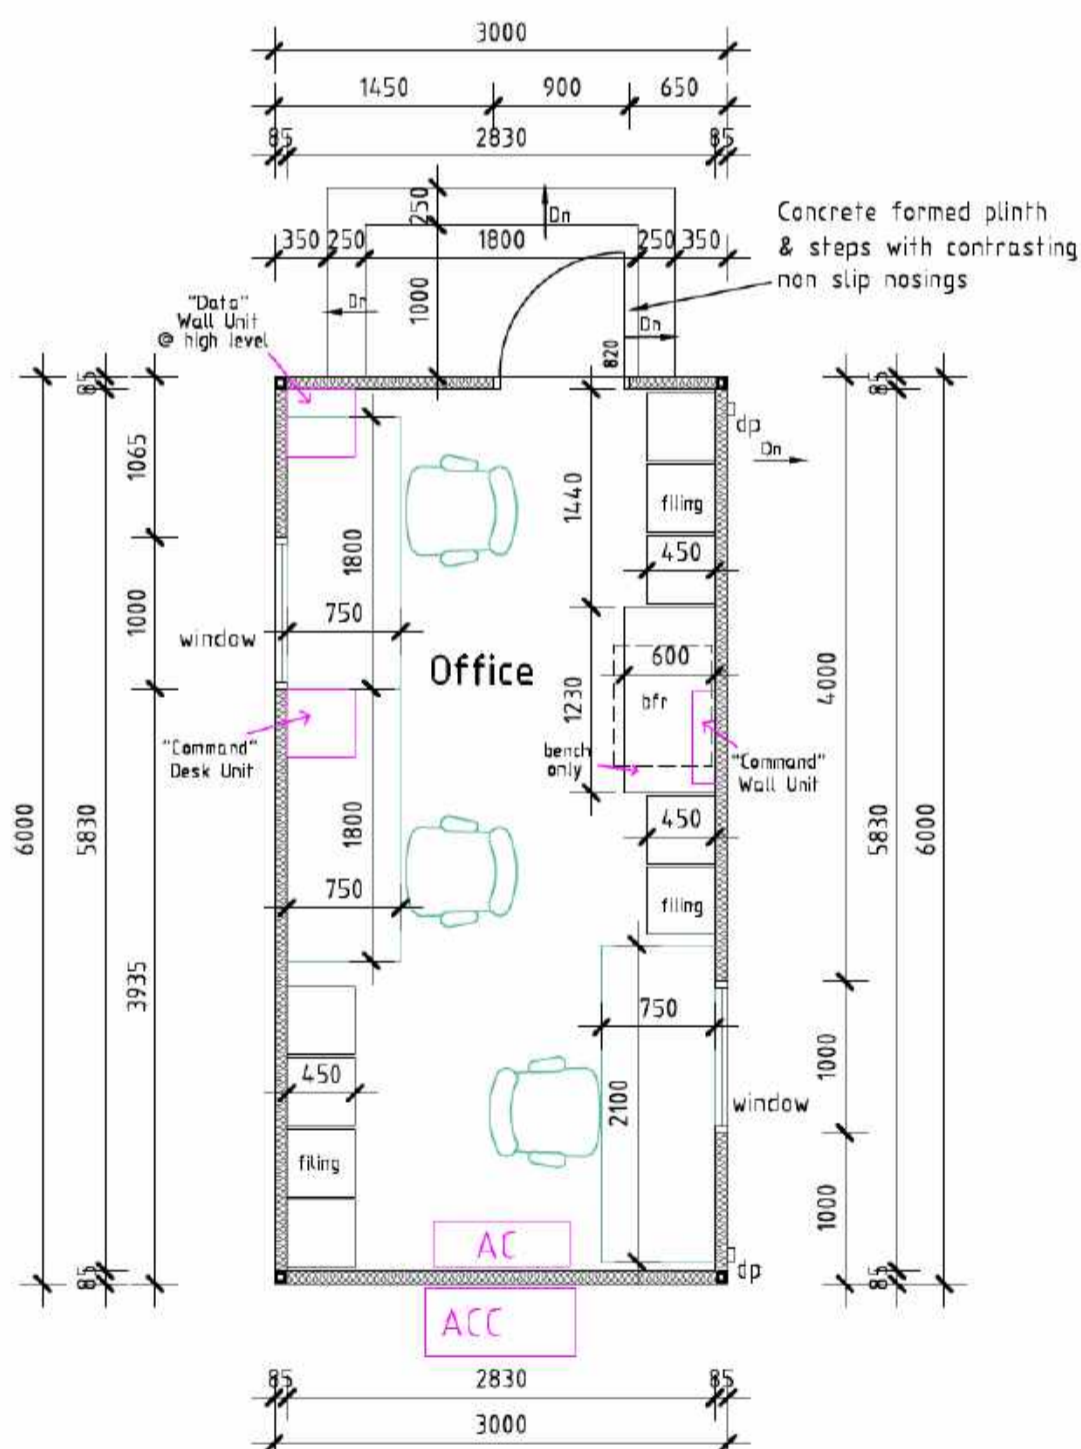 3000
1450 900 650
85 2830 85
250
Dn
350 250 1800 250 350
Concrete formed plinth
& steps with contrasting
non slip nosings
1000
Dn
Dn
820
"Data"
Wall Unit
@ high level
85
85
85
85
dp
Dn
1065
1440
filing
1800
450
1000
750
window
Office
600
4000
1230
bfr
"Command"
Desk Unit
bench
only
"Command"
Wall Unit
6000
5830
1800
450
5830
6000
750
filing
3935
750
450
2100
1000
window
filing
1000
AC
85
85
dp
85
85
ACC
85 2830 85
3000